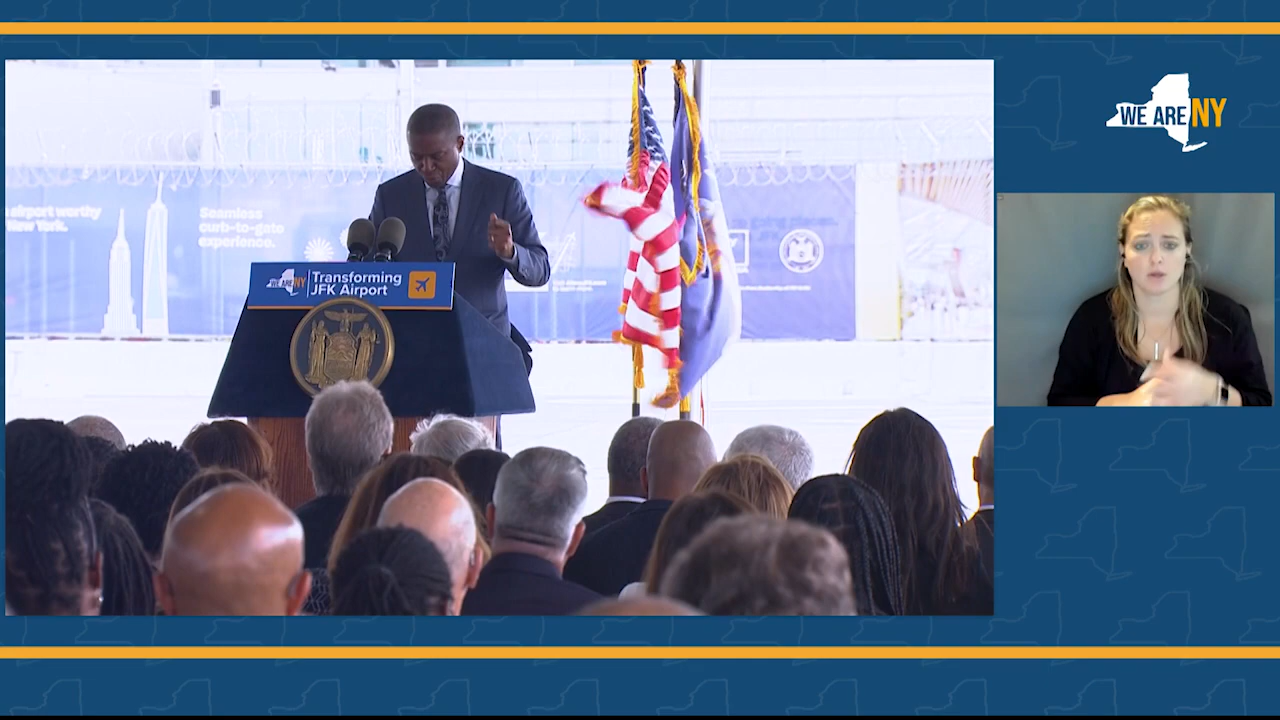 WE ARE NY
airport worthy
New York.
Seamless
curb-to-gate
experience.
WE ARE NY
Transforming
JFK Airport